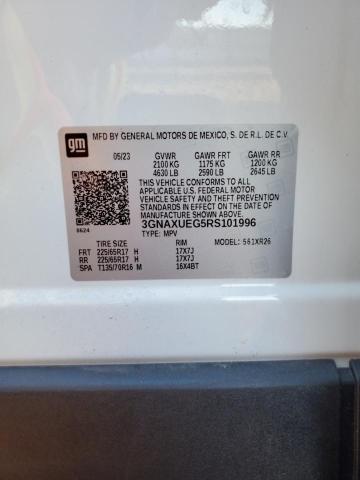 gm MFD BY GENERAL MOTORS DE MEXICO, S. DE R.L. DE C.V.
05/23 GVWR GAWR FRT GAWR RR
2100 KG 1175 KG 1200 KG
4630 LB 2590 LB 2645 LB
THIS VEHICLE CONFORMS TO ALL
APPLICABLE U.S. FEDERAL MOTOR
VEHICLE SAFETY AND THEFT
PREVENTION STANDARDS IN EFFECT ON
THE DATE OF MANUFACTURE SHOWN ABOVE.
3GNAXUEG5RS101996
8624 TYPE: MPV MODEL: 561XR26
TIRE SIZE RIM
FRT 225/65R17 H 17X7J
RR 225/65R17 H 17X7J
SPA T135/70R16 M 16X4BT